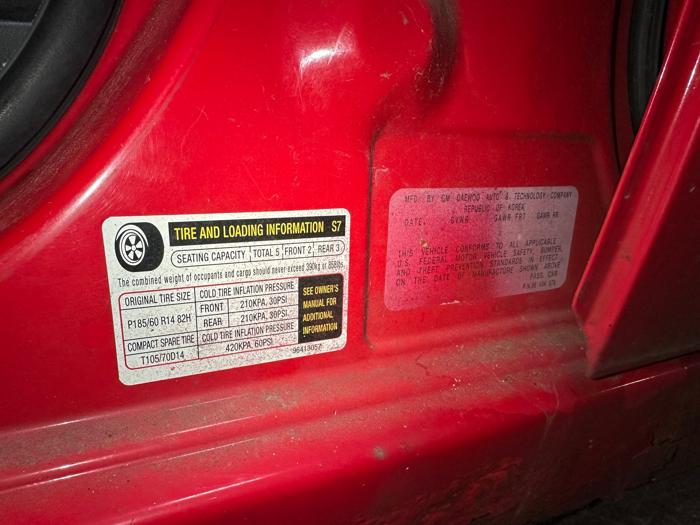 TIRE AND LOADING INFORMATION S7
SEATING CAPACITY TOTAL 5 FRONT 2 REAR 3
The combined weight of occupants and cargo should never exceed 390kg or 858lbs.
ORIGINAL TIRE SIZE
P185/60 R14 82H
COMPACT SPARE TIRE
T105/70D14
COLD TIRE INFLATION PRESSURE
FRONT 210KPA, 30PSI
REAR 210KPA, 30PSI
COLD TIRE INFLATION PRESSURE
420KPA, 60PSI
SEE OWNER'S
MANUAL FOR
ADDITIONAL
INFORMATION
96413057
MFD BY GM DAEWOO AUTO & TECHNOLOGY COMPANY
REPUBLIC OF KOREA
DATE. GVWR GAWR FRT GAWR RR
THIS VEHICLE CONFORMS TO ALL APPLICABLE
U.S. FEDERAL MOTOR VEHICLE SAFETY, BUMPER,
AND THEFT PREVENTION STANDARDS IN EFFECT
ON THE DATE OF MANUFACTURE SHOWN ABOVE
PASS. CAR
P/N.96